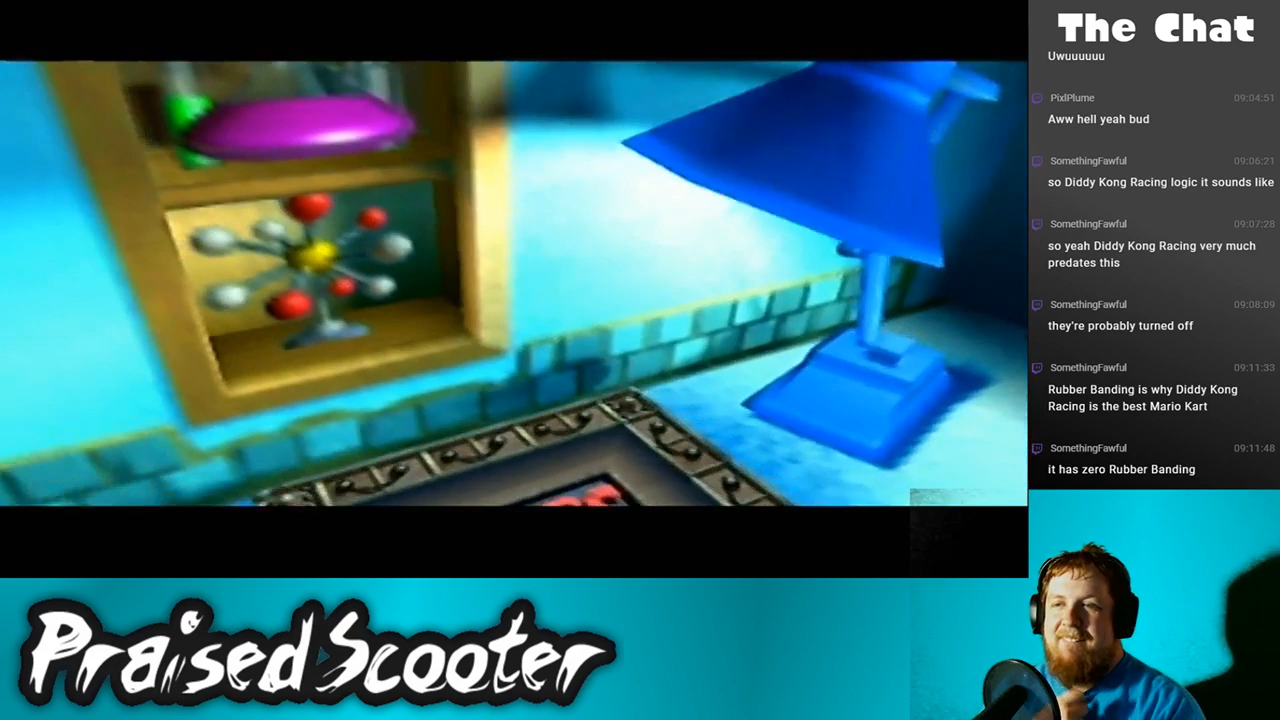 The Chat
Uwuuuuuu
PixlPlume 09:04:51
Aww hell yeah bud
SomethingFawful 09:06:21
so Diddy Kong Racing logic it sounds like
SomethingFawful 09:07:28
so yeah Diddy Kong Racing very much
predates this
SomethingFawful 09:08:09
they're probably turned off
SomethingFawful 09:11:33
Rubber Banding is why Diddy Kong
Racing is the best Mario Kart
SomethingFawful 09:11:48
it has zero Rubber Banding
PraisedScooter